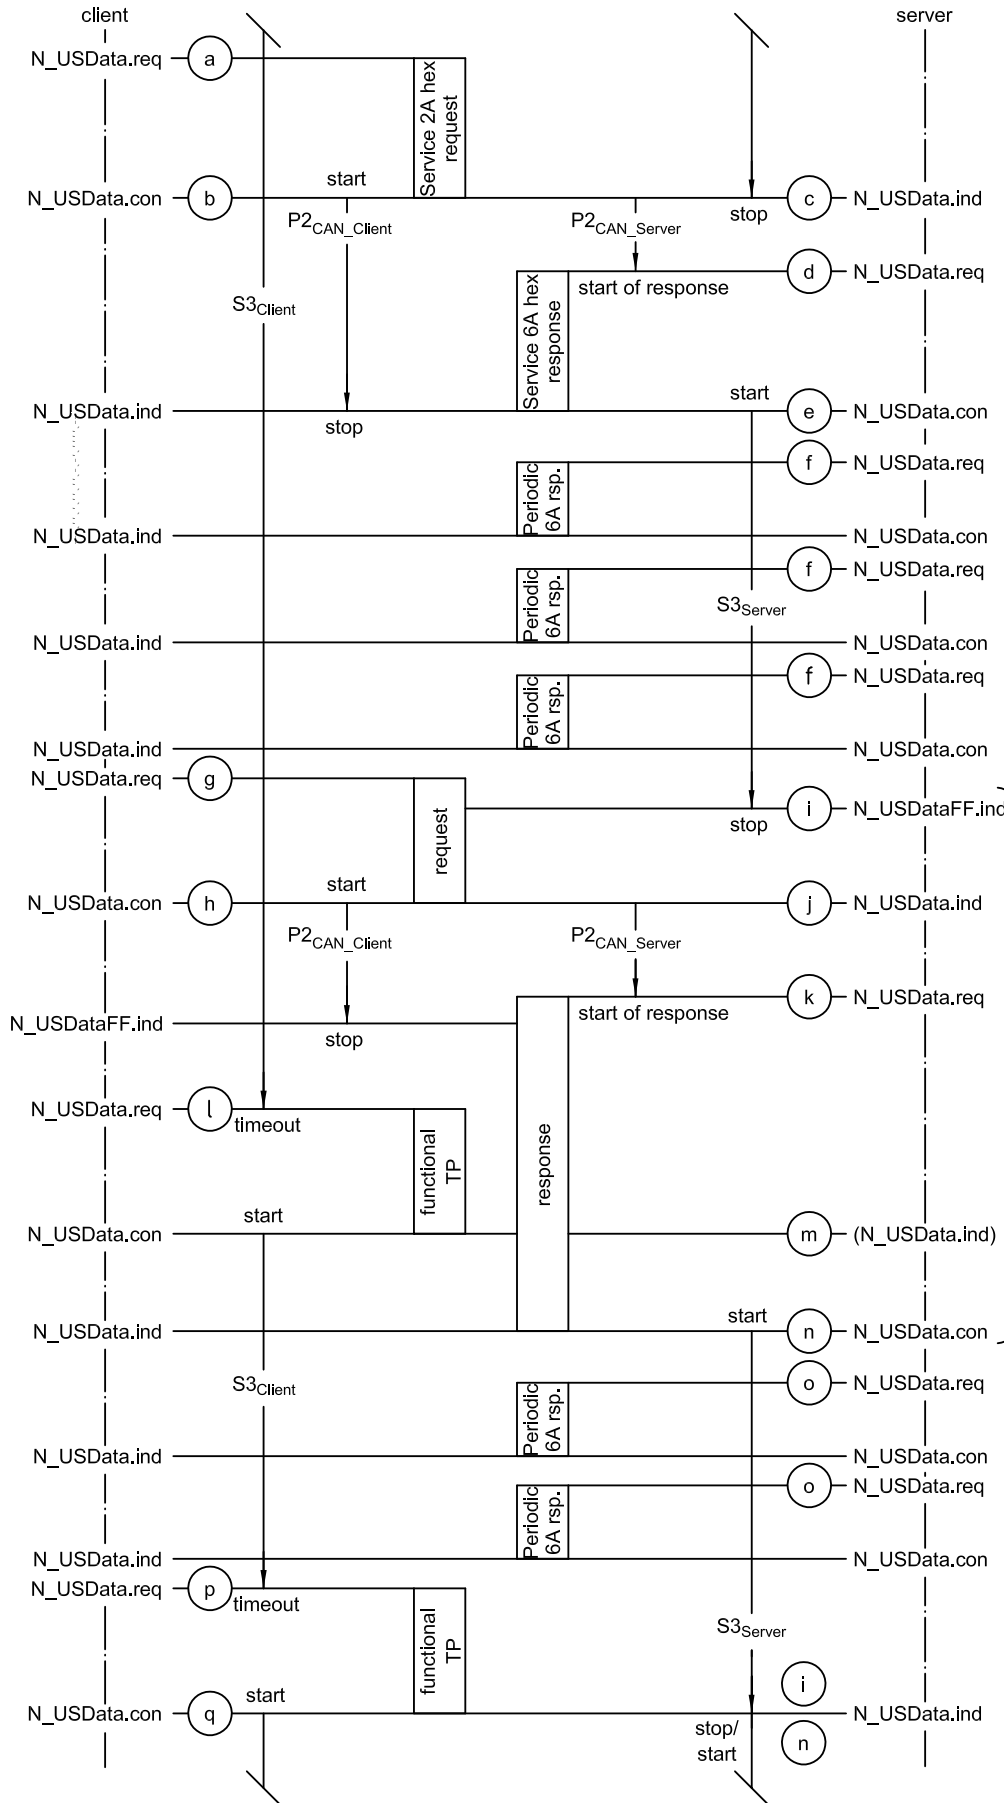 client
server
N_USData.req
a
Service 2A hex
request
N_USData.con
b
start
stop
c
N_USData.ind
P2CAN_Client
P2CAN_Server
d
N_USData.req
start of response
S3Client
Service 6A hex
response
N_USData.ind
stop
start
e
N_USData.con
f
N_USData.req
Periodic
6A rsp.
N_USData.ind
N_USData.con
f
N_USData.req
Periodic
6A rsp.
S3Server
N_USData.ind
N_USData.con
f
N_USData.req
Periodic
6A rsp.
N_USData.ind
N_USData.con
N_USData.req
g
request
stop
i
N_USDataFF.ind
N_USData.con
h
start
j
N_USData.ind
P2CAN_Client
P2CAN_Server
k
N_USData.req
start of response
N_USDataFF.ind
stop
N_USData.req
l
timeout
functional
TP
response
N_USData.con
start
m
(N_USData.ind)
N_USData.ind
start
n
N_USData.con
S3Client
o
N_USData.req
Periodic
6A rsp.
N_USData.ind
N_USData.con
o
N_USData.req
Periodic
6A rsp.
N_USData.ind
N_USData.con
N_USData.req
p
timeout
functional
TP
S3Server
i
N_USData.con
q
start
N_USData.ind
stop/
start
n